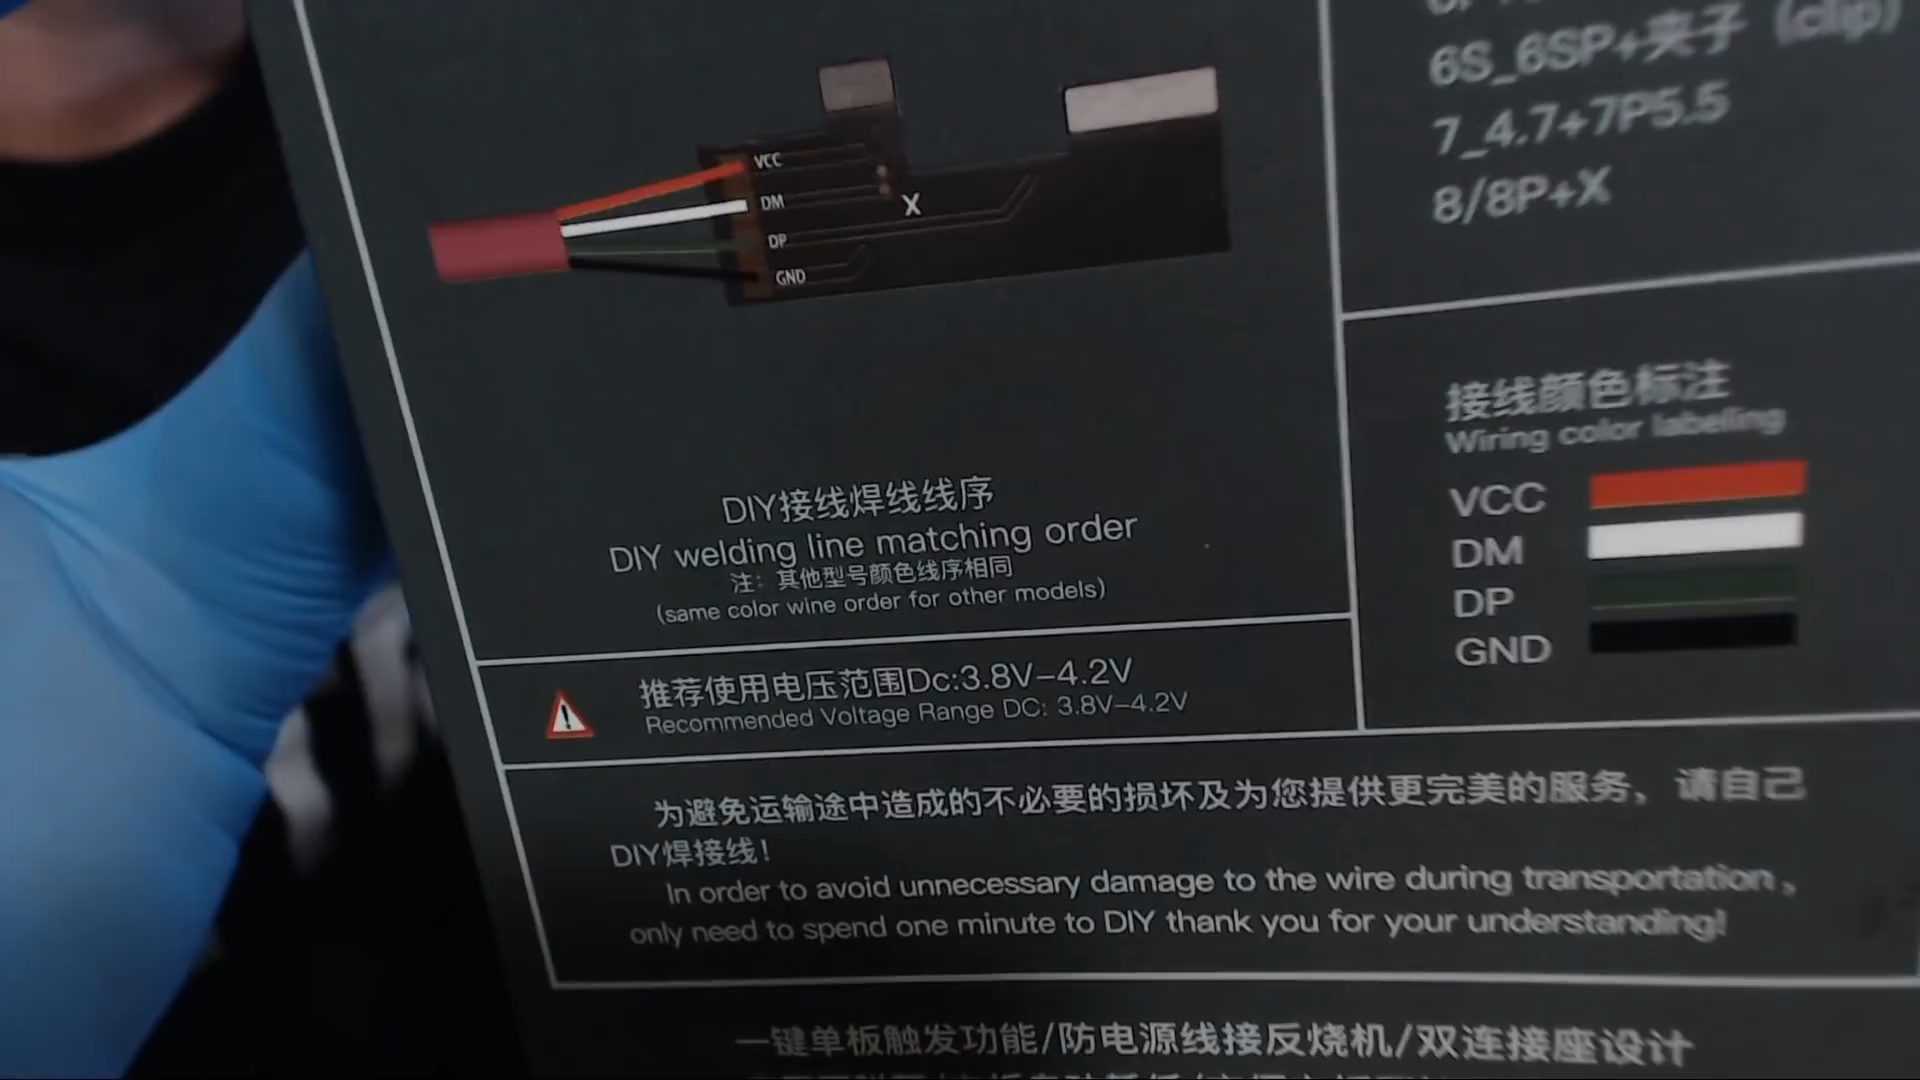 6S_6SP+夹子 (clip)
7_4.7+7P5.5
8/8P+X
VCC
DM
X
DP
GND
接线颜色标注
Wiring color labeling
VCC
DM
DP
GND
DIY接线焊线线序
DIY welding line matching order
注: 其他型号颜色线序相同
(same color wine order for other models)
推荐使用电压范围Dc:3.8V-4.2V
Recommended Voltage Range DC: 3.8V-4.2V
为避免运输途中造成的不必要的损坏及为您提供更完美的服务, 请自己
DIY焊接线!
In order to avoid unnecessary damage to the wire during transportation,
only need to spend one minute to DIY thank you for your understanding!
一键单板触发功能/防电源线接反烧机/双连接座设计